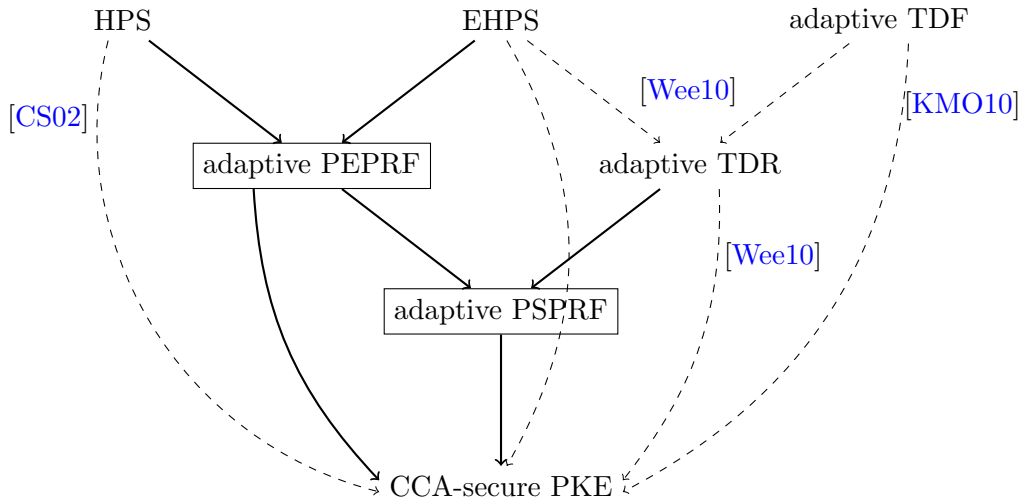 HPS
EHPS
adaptive TDF
[CS02]
[Wee10]
[KMO10]
adaptive PEPRF
adaptive TDR
[Wee10]
adaptive PSPRF
CCA-secure PKE